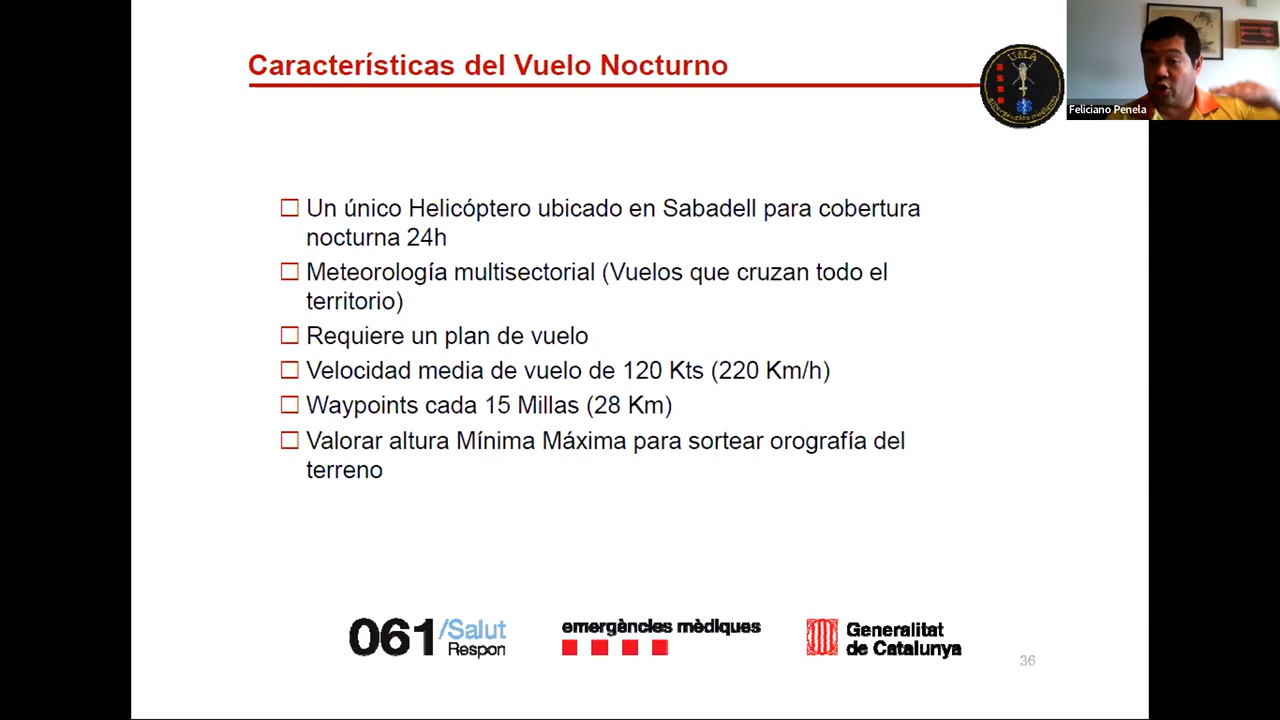 Características del Vuelo Nocturno
UMA
emergencies mèdiques
Feliciano Penela
Un único Helicóptero ubicado en Sabadell para cobertura
nocturna 24h
Meteorología multisectorial (Vuelos que cruzan todo el
territorio)
Requiere un plan de vuelo
Velocidad media de vuelo de 120 Kts (220 Km/h)
Waypoints cada 15 Millas (28 Km)
Valorar altura Mínima Máxima para sortear orografía del
terreno
061/Salut
Respon
emergències mèdiques
Generalitat
de Catalunya
36